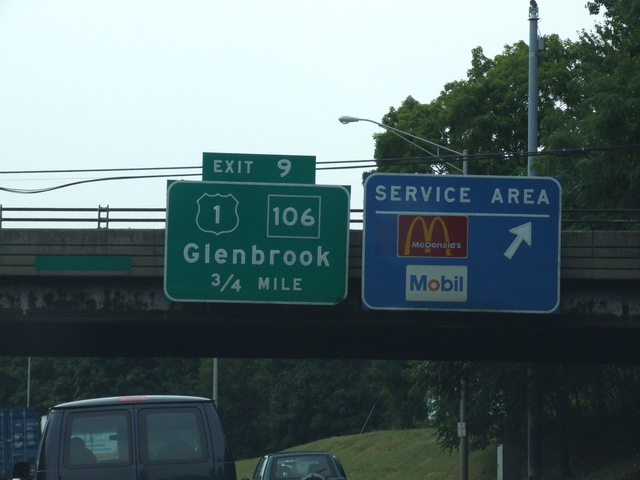 EXIT 9
1 106
Glenbrook
3/4 MILE
SERVICE AREA
McDonald's
Mobil